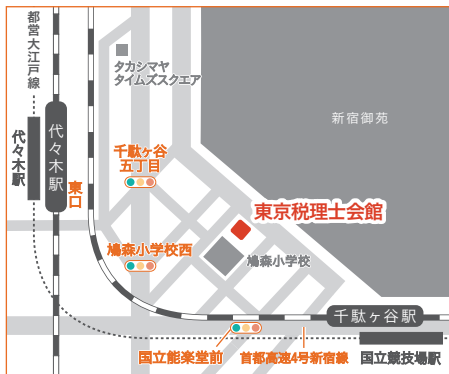 都営大江戸線
タカシマヤ
タイムズスクエア
新宿御苑
代々木駅
代々木駅
東口
千駄ヶ谷
五丁目
東京税理士会館
鳩森小学校西
鳩森小学校
千駄ヶ谷駅
国立能楽堂前
首都高速4号新宿線
国立競技場駅